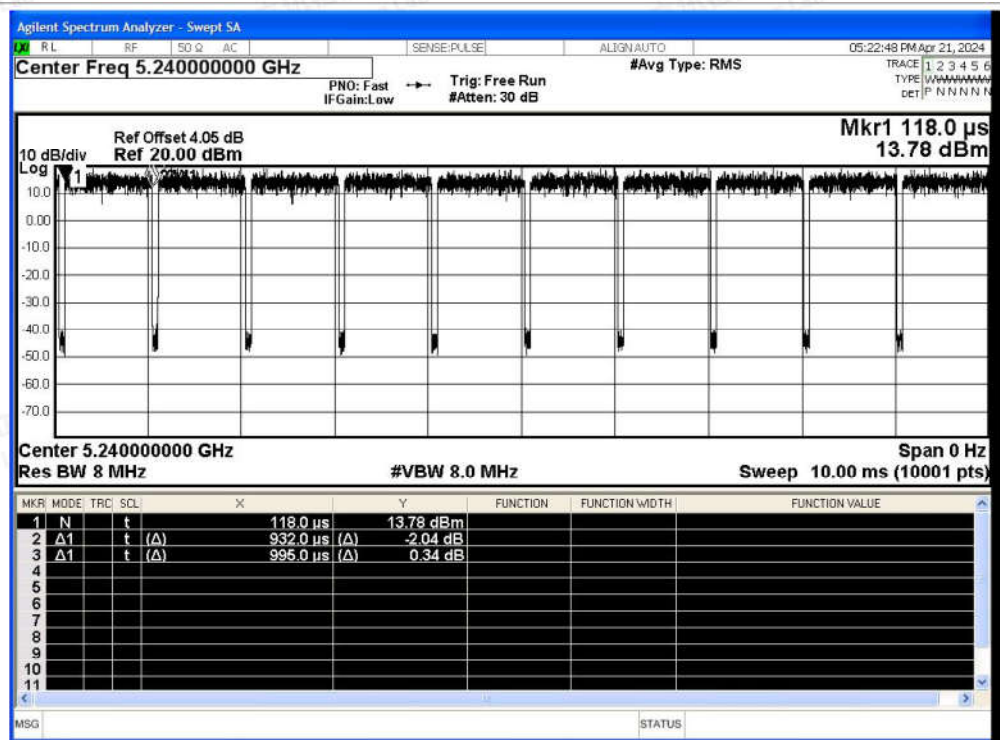 Agilent Spectrum Analyzer - Swept SA
LXI RL RF 50 Ω AC SENSE:PULSE ALIGN AUTO 05:22:48 PM Apr 21, 2024
Center Freq 5.240000000 GHz
PNO: Fast
IFGain:Low
Trig: Free Run
#Atten: 30 dB
#Avg Type: RMS
TRACE 1 2 3 4 5 6
TYPE
DET P N N N N N
Mkr1 118.0 µs
13.78 dBm
10 dB/div
Log
Ref Offset 4.05 dB
Ref 20.00 dBm
1
10.0
0.00
-10.0
-20.0
-30.0
-40.0
-50.0
-60.0
-70.0
Center 5.240000000 GHz Span 0 Hz
Res BW 8 MHz #VBW 8.0 MHz Sweep 10.00 ms (10001 pts)
MKR MODE TRC SCL X Y FUNCTION FUNCTION WIDTH FUNCTION VALUE
1 N t 118.0 µs 13.78 dBm
2 Δ1 t (Δ) 932.0 µs (Δ) -2.04 dB
3 Δ1 t (Δ) 995.0 µs (Δ) 0.34 dB
4
5
6
7
8
9
10
11
MSG STATUS